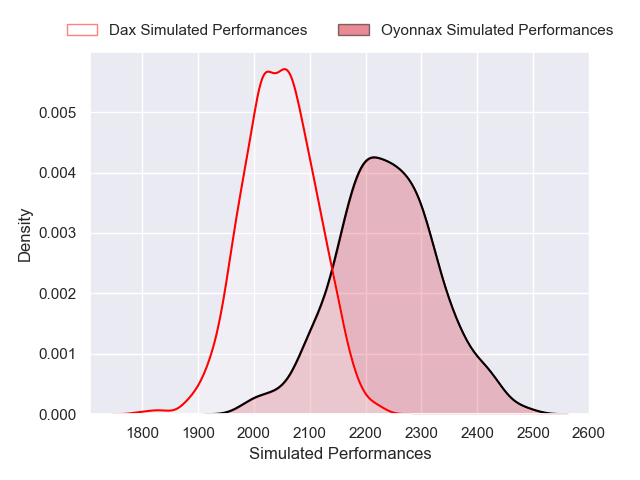 Dax Simulated Performances Oyonnax Simulated Performances
0.005
0.004
0.003
0.002
0.001
0.000
Density
1800 1900 2000 2100 2200 2300 2400 2500 2600
Simulated Performances